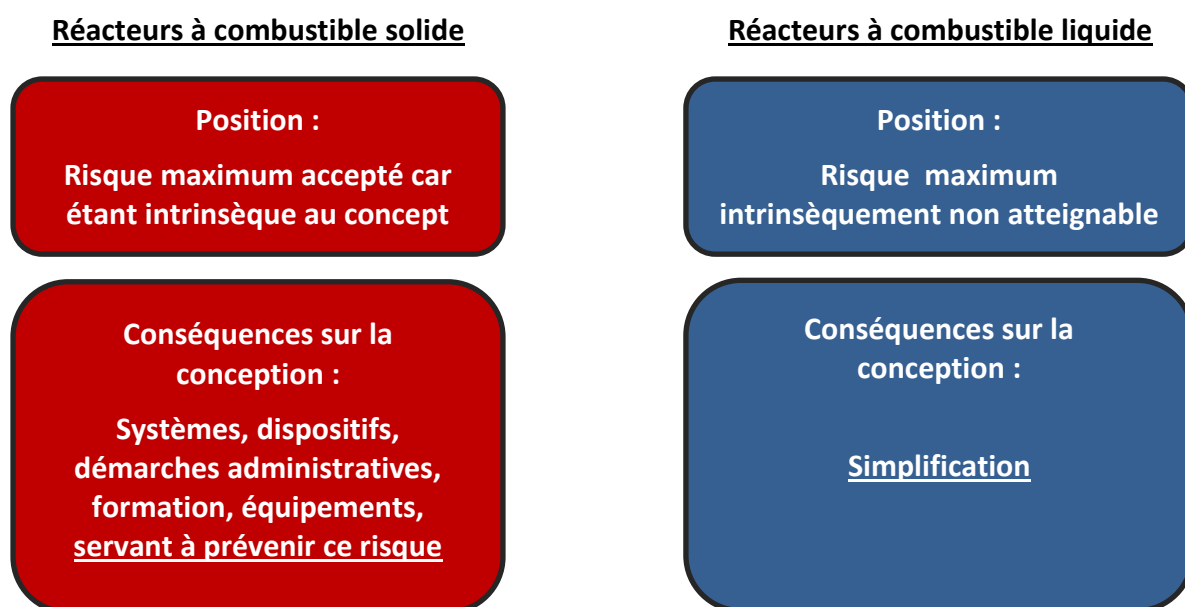 Réacteurs à combustible solide
Position :
Risque maximum accepté car
étant intrinsèque au concept
Conséquences sur la
conception :
Systèmes, dispositifs,
démarches administratives,
formation, équipements,
servant à prévenir ce risque
Réacteurs à combustible liquide
Position :
Risque  maximum
intrinsèquement non atteignable
Conséquences sur la
conception :
Simplification